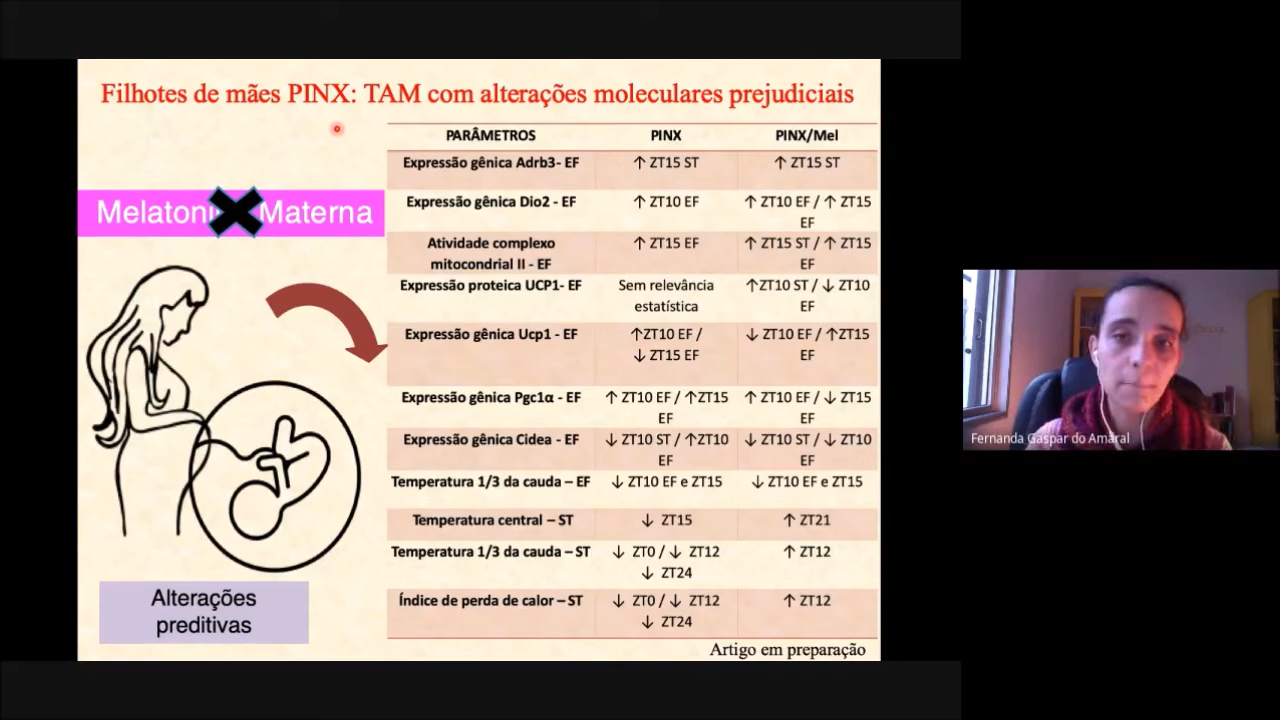 Filhotes de mães PINX: TAM com alterações moleculares prejudiciais
Melatoni Materna
Alterações
preditivas
PARÂMETROS PINX PINX/Mel
Expressão gênica Adrb3- EF ↑ ZT15 ST ↑ ZT15 ST
Expressão gênica Dio2 - EF ↑ ZT10 EF ↑ ZT10 EF / ↑ ZT15
EF
Atividade complexo ↑ ZT15 EF ↑ ZT15 ST / ↑ ZT15
mitocondrial II - EF EF
Expressão proteica UCP1- EF Sem relevância ↑ZT10 ST / ↓ ZT10
estatística EF
Expressão gênica Ucp1 - EF ↑ZT10 EF / ↓ ZT10 EF / ↑ZT15
↓ ZT15 EF EF
Expressão gênica Pgc1α - EF ↑ ZT10 EF / ↑ZT15 ↑ ZT10 EF / ↓ ZT15
EF EF
Expressão gênica Cidea - EF ↓ ZT10 ST / ↑ZT10 ↓ ZT10 ST / ↓ ZT10
EF EF
Temperatura 1/3 da cauda – EF ↓ ZT10 EF e ZT15 ↓ ZT10 EF e ZT15
Temperatura central – ST ↓ ZT15 ↑ ZT21
Temperatura 1/3 da cauda – ST ↓ ZT0 / ↓ ZT12 ↑ ZT12
↓ ZT24
Índice de perda de calor – ST ↓ ZT0 / ↓ ZT12 ↑ ZT12
↓ ZT24
Artigo em preparação
Fernanda Gaspar do Amaral